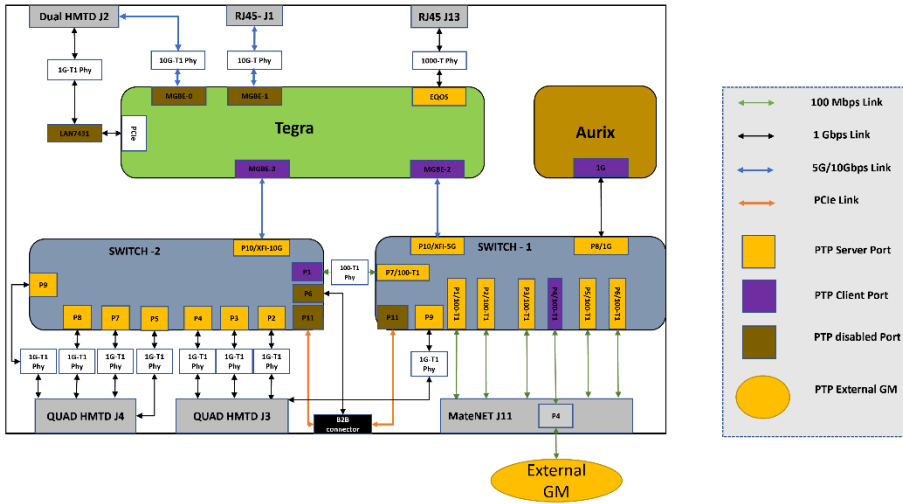 Dual HMTD J2
RJ45- J1
RJ45 J13
1G-T1 Phy
10G-T1 Phy
10G-T Phy
1000-T Phy
LAN7431
PCIe
MGBE-0
MGBE-1
EQOS
Tegra
Aurix
MGBE-3
MGBE-2
1G
SWITCH -2
P10/XFI-10G
P10/XFI-5G
SWITCH - 1
P8/1G
P9
P1
100-T1
Phy
P7/100-T1
P6
P8
P7
P5
P4
P3
P2
P11
P11
P9
P1/100-T1
P2/100-T1
P3/100-T1
P4/100-T1
P5/100-T1
P6/100-T1
1G-T1
Phy
1G-T1
Phy
1G-T1
Phy
1G-T1
Phy
1G-T1
Phy
1G-T1
Phy
1G-T1
Phy
1G-T1
Phy
QUAD HMTD J4
QUAD HMTD J3
B2B
connector
MateNET J11
P4
External
GM
100 Mbps Link
1 Gbps Link
5G/10Gbps Link
PCIe Link
PTP Server Port
PTP Client Port
PTP disabled Port
PTP External GM